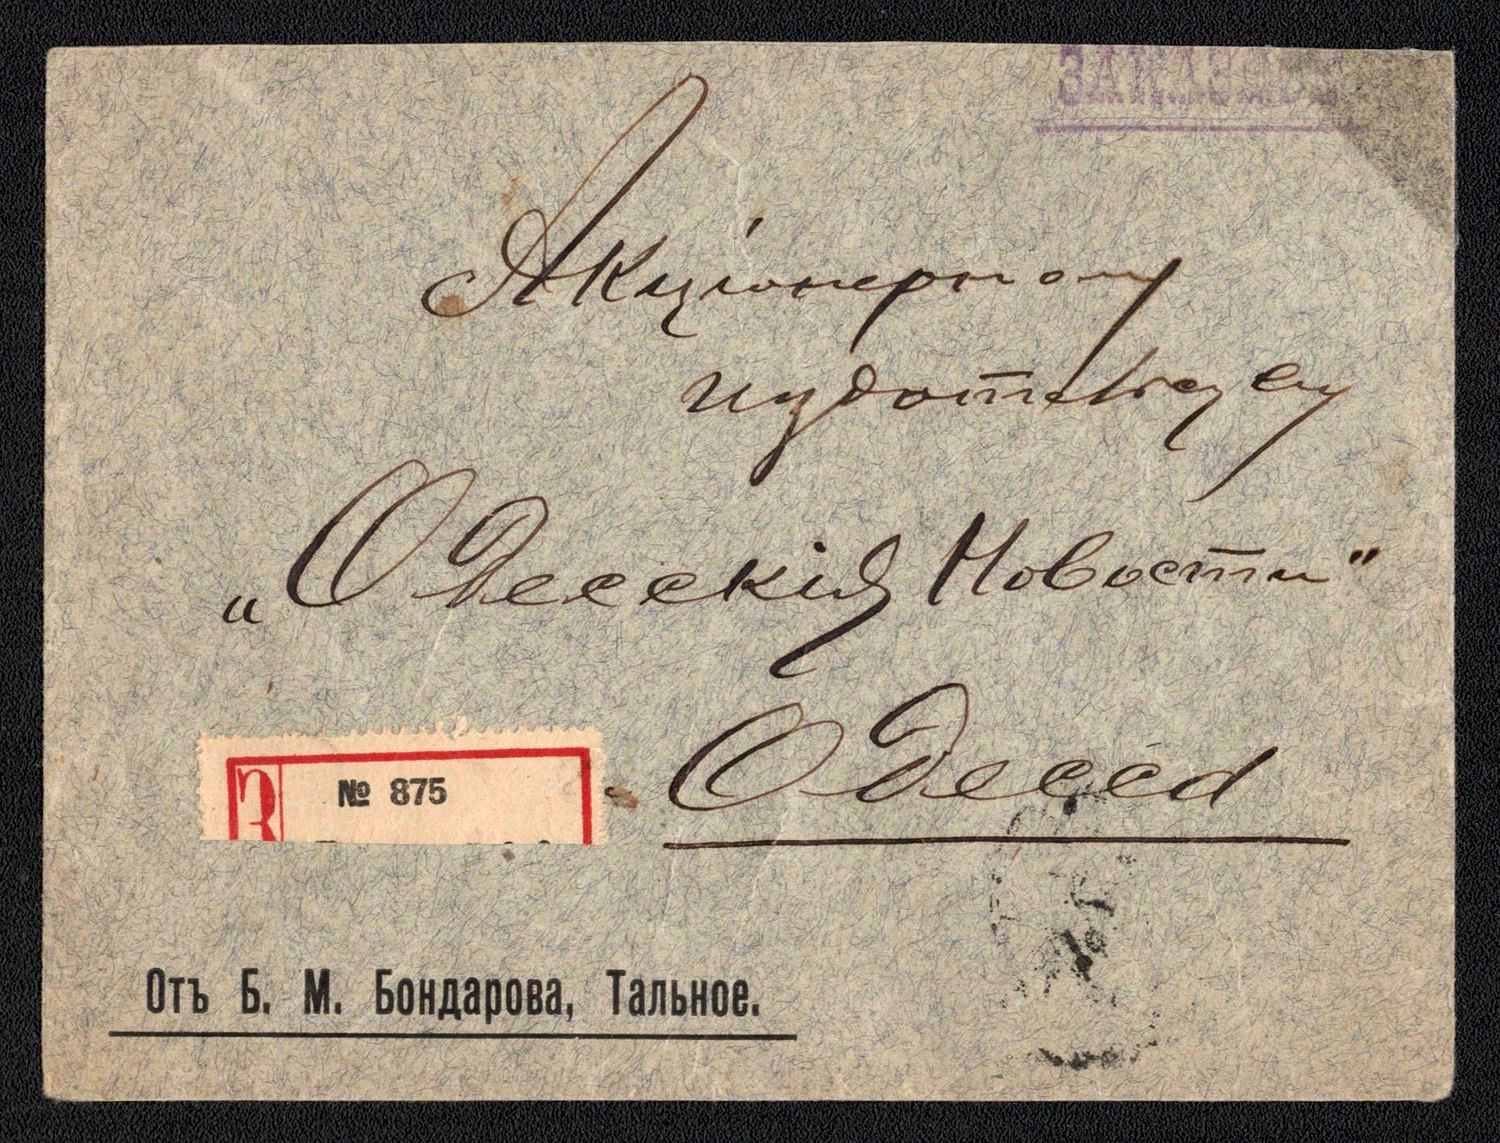 ЗАКАЗНОЕ
Акціонерному
издательству
„Одесскія Новости"
Одесса
З
№ 875
Отъ Б. М. Бондарова, Тальное.